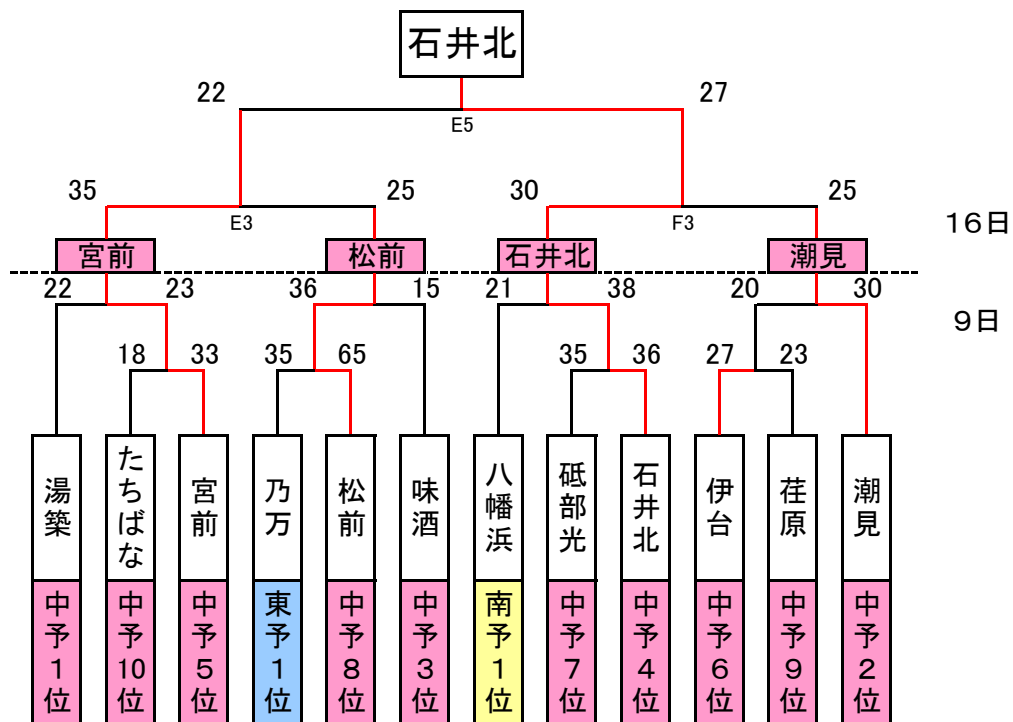 石井北
22 27
E5
35 25 30 25
E3 F3
16日
宮前 松前 石井北 潮見
22 23 36 15 21 38 20 30
9日
18 33 35 65 35 36 27 23
湯築
たちばな
宮前
乃万
松前
味酒
八幡浜
砥部光
石井北
伊台
荏原
潮見
中予1位
中予10位
中予5位
東予1位
中予8位
中予3位
南予1位
中予7位
中予4位
中予6位
中予9位
中予2位